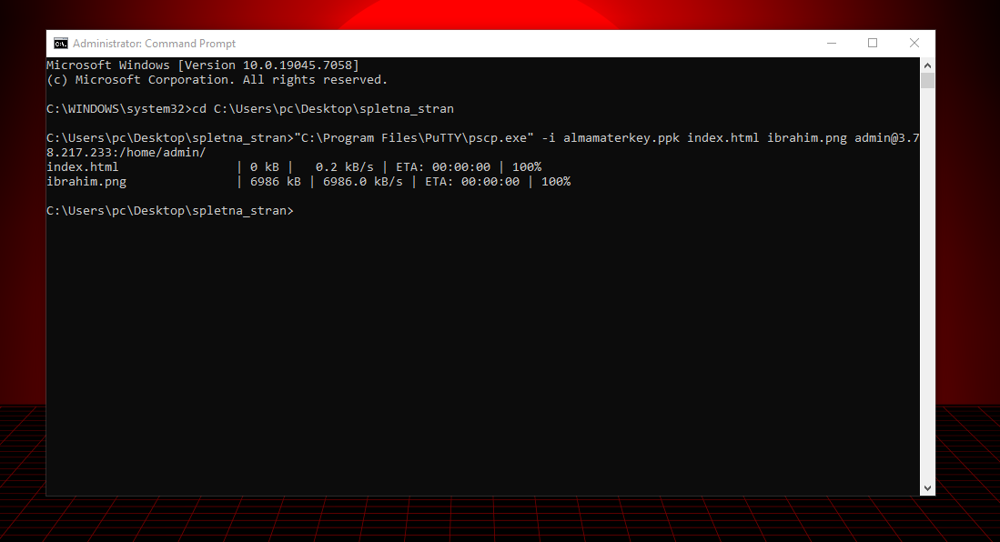 Administrator: Command Prompt
Microsoft Windows [Version 10.0.19045.7058]
(c) Microsoft Corporation. All rights reserved.
C:\WINDOWS\system32>cd C:\Users\pc\Desktop\spletna_stran
C:\Users\pc\Desktop\spletna_stran>"C:\Program Files\PuTTY\pscp.exe" -i almamaterkey.ppk index.html ibrahim.png admin@3.7
8.217.233:/home/admin/
index.html                | 0 kB |   0.2 kB/s | ETA: 00:00:00 | 100%
ibrahim.png               | 6986 kB | 6986.0 kB/s | ETA: 00:00:00 | 100%
C:\Users\pc\Desktop\spletna_stran>